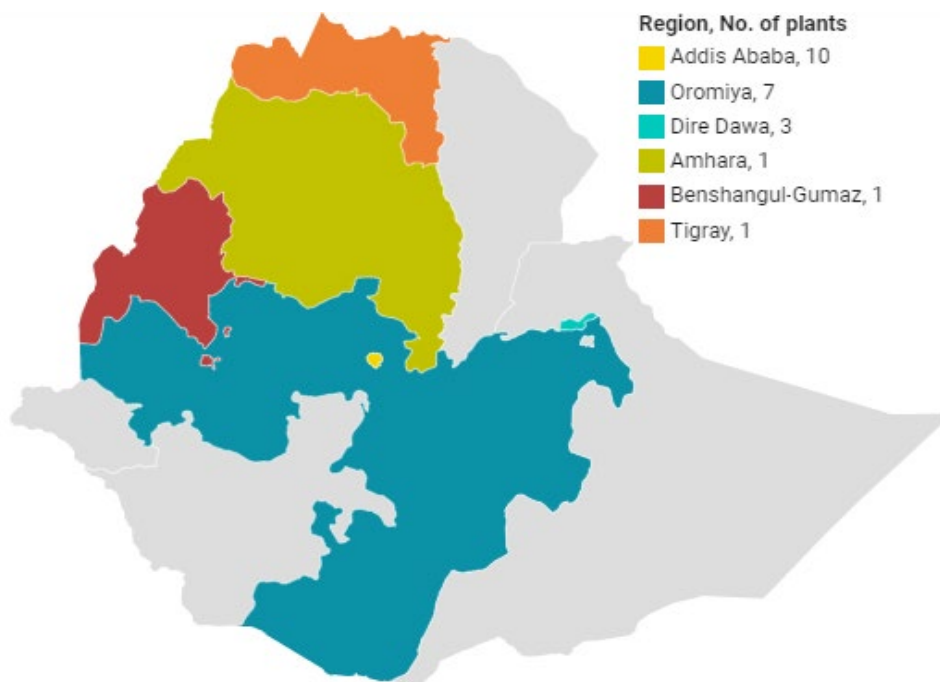 Region, No. of plants
Addis Ababa, 10
Oromiya, 7
Dire Dawa, 3
Amhara, 1
Benshangul-Gumaz, 1
Tigray, 1